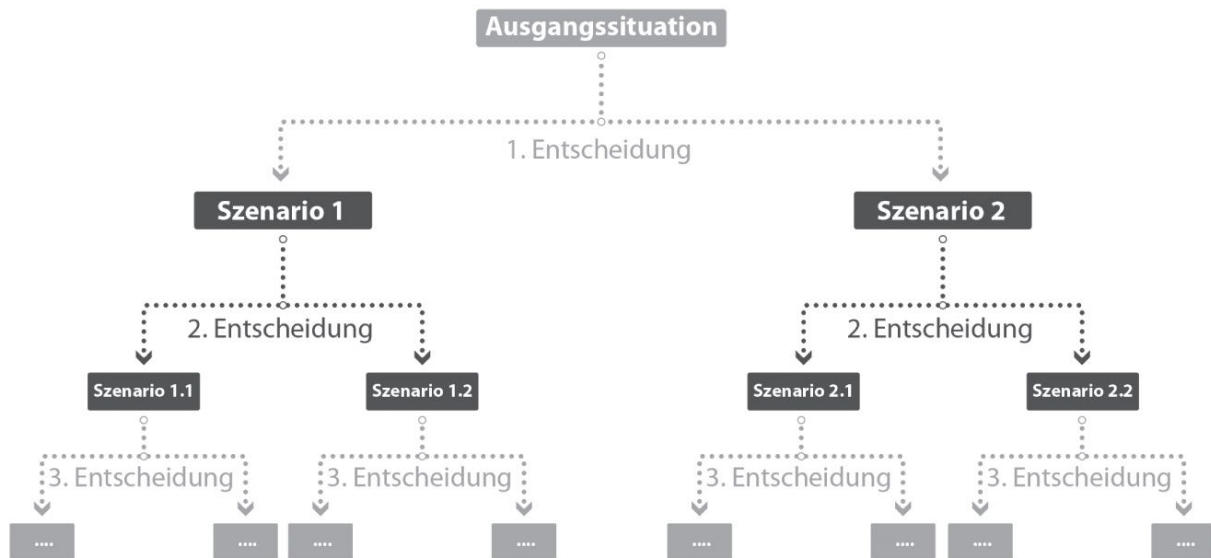 Ausgangssituation
1. Entscheidung
Szenario 1
Szenario 2
2. Entscheidung
2. Entscheidung
Szenario 1.1
Szenario 1.2
Szenario 2.1
Szenario 2.2
3. Entscheidung
3. Entscheidung
3. Entscheidung
3. Entscheidung
....
....
....
....
....
....
....
....